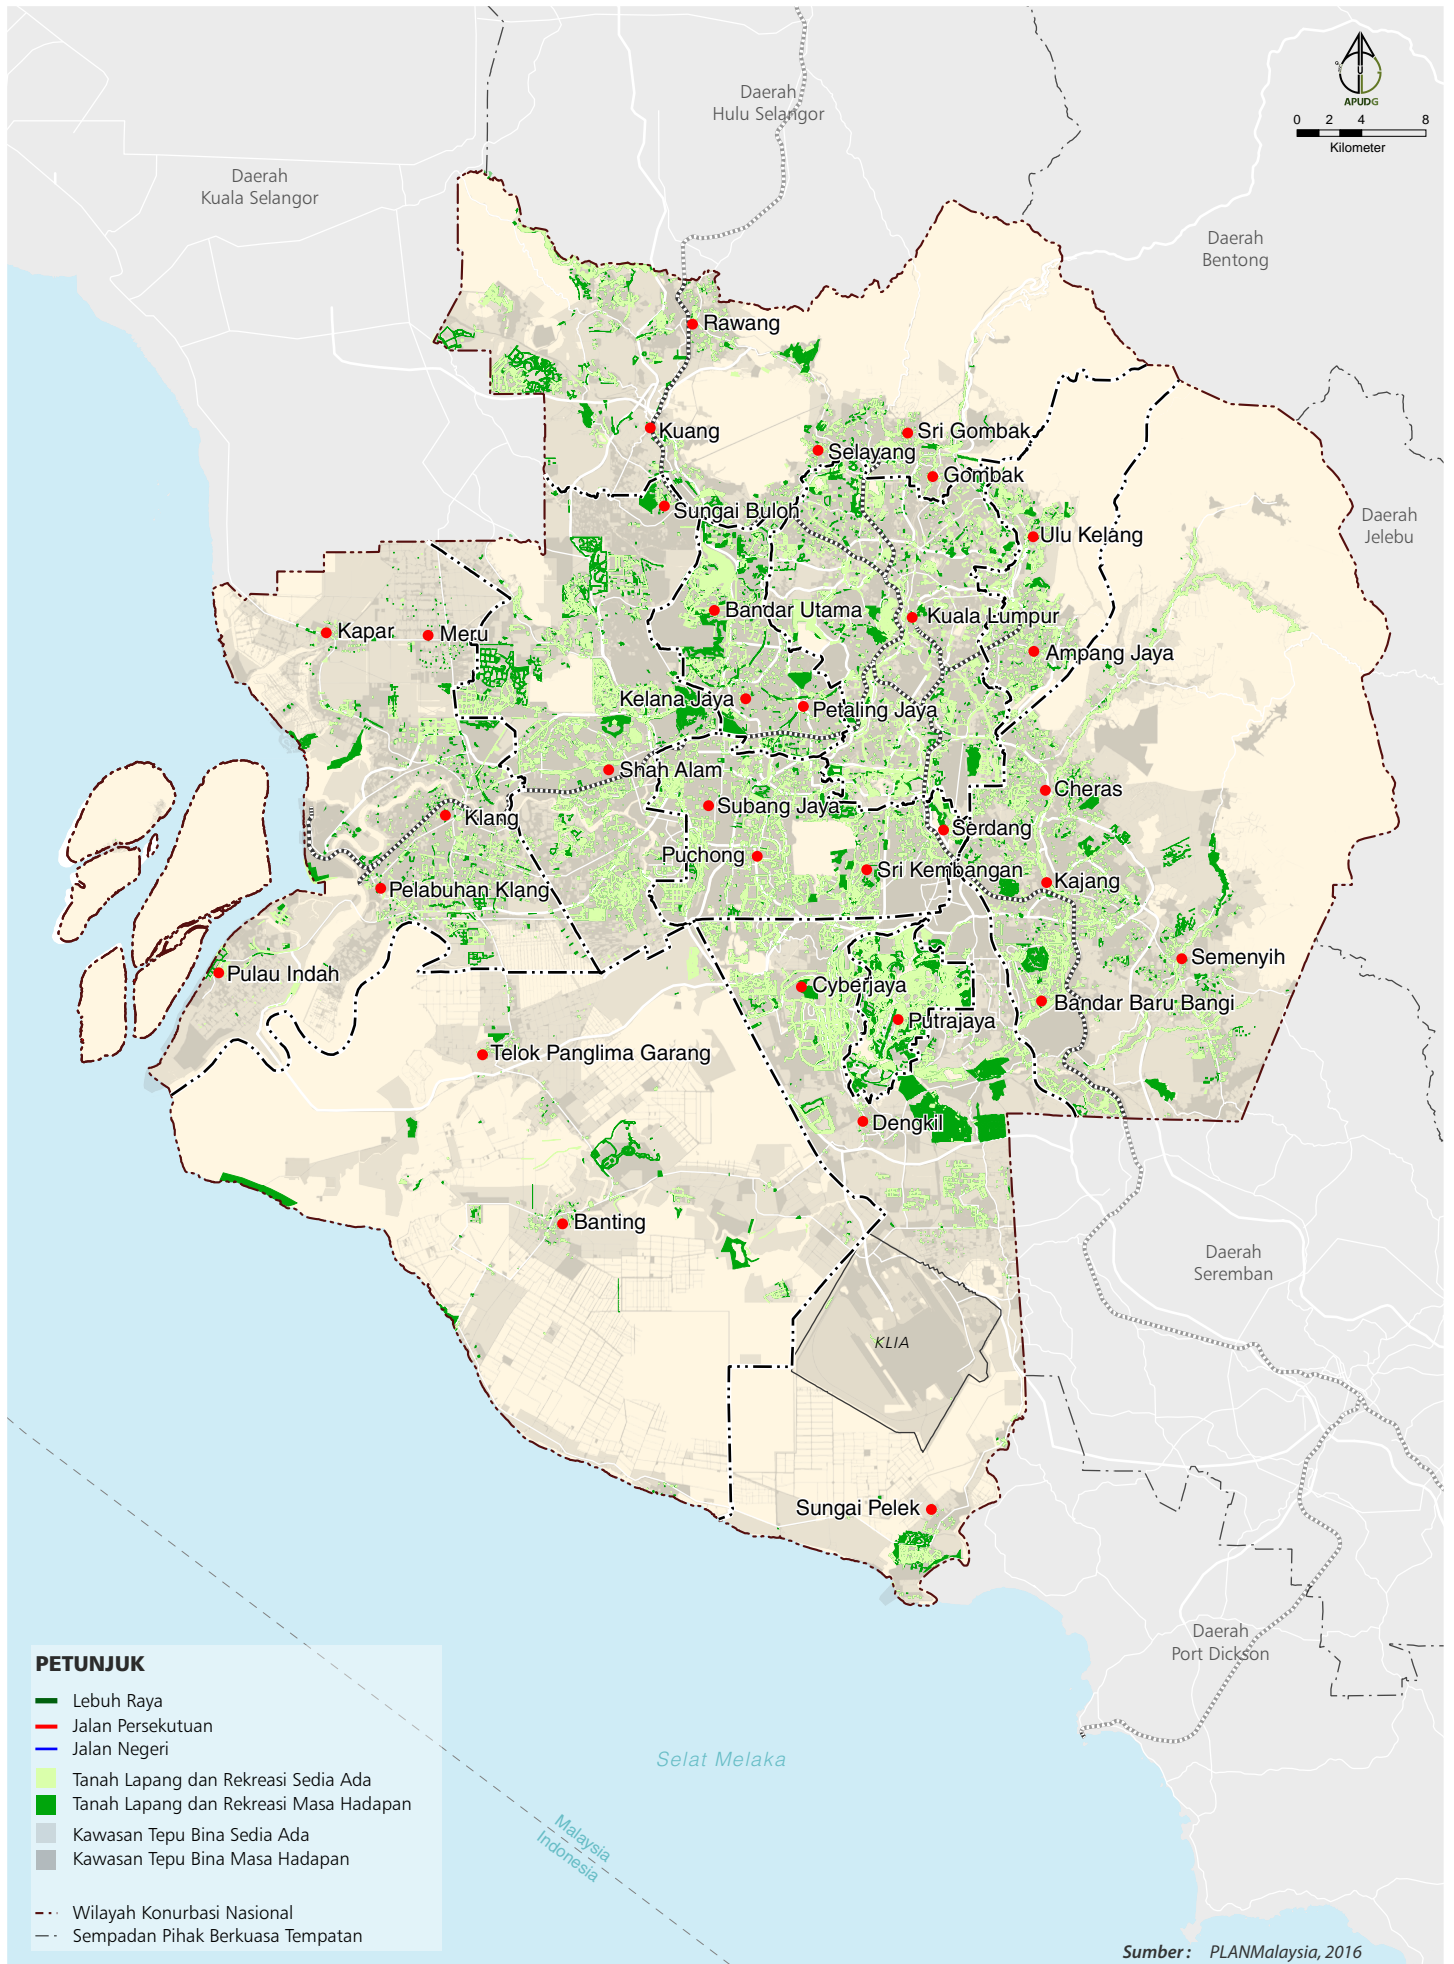 Daerah
Hulu Selangor
APUDG
0 2 4 8
Kilometer
Daerah
Kuala Selangor
Daerah
Bentong
Rawang
Kuang
Sri Gombak
Selayang
Gombak
Sungai Buloh
Daerah
Jelebu
Ulu Kelang
Bandar Utama
Kuala Lumpur
Kapar
Meru
Ampang Jaya
Kelana Jaya
Petaling Jaya
Shah Alam
Cheras
Subang Jaya
Klang
Serdang
Puchong
Sri Kembangan
Kajang
Pelabuhan Klang
Semenyih
Pulau Indah
Cyberjaya
Bandar Baru Bangi
Putrajaya
Telok Panglima Garang
Dengkil
Banting
Daerah
Seremban
KLIA
Sungai Pelek
Daerah
Port Dickson
PETUNJUK
Lebuh Raya
Jalan Persekutuan
Jalan Negeri
Tanah Lapang dan Rekreasi Sedia Ada
Tanah Lapang dan Rekreasi Masa Hadapan
Kawasan Tepu Bina Sedia Ada
Kawasan Tepu Bina Masa Hadapan
Wilayah Konurbasi Nasional
Sempadan Pihak Berkuasa Tempatan
Selat Melaka
Malaysia
Indonesia
Sumber : PLANMalaysia, 2016